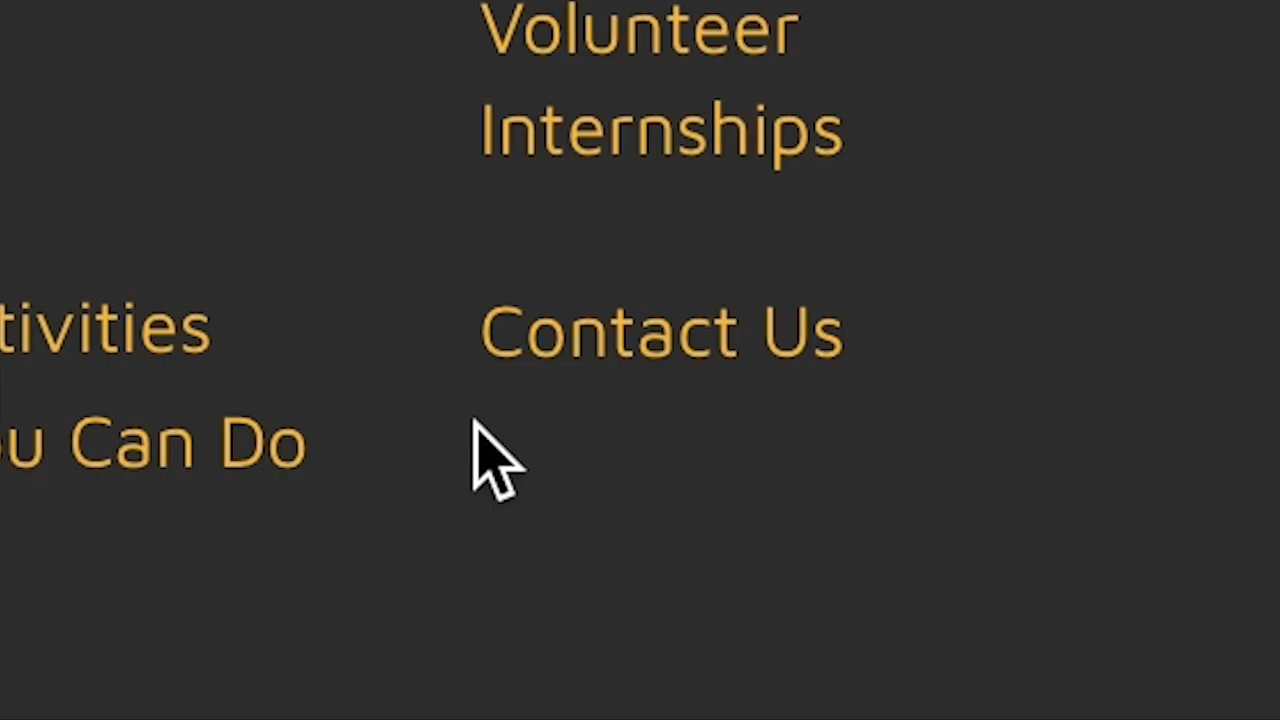 Volunteer
Internships
tivities
Contact Us
u Can Do